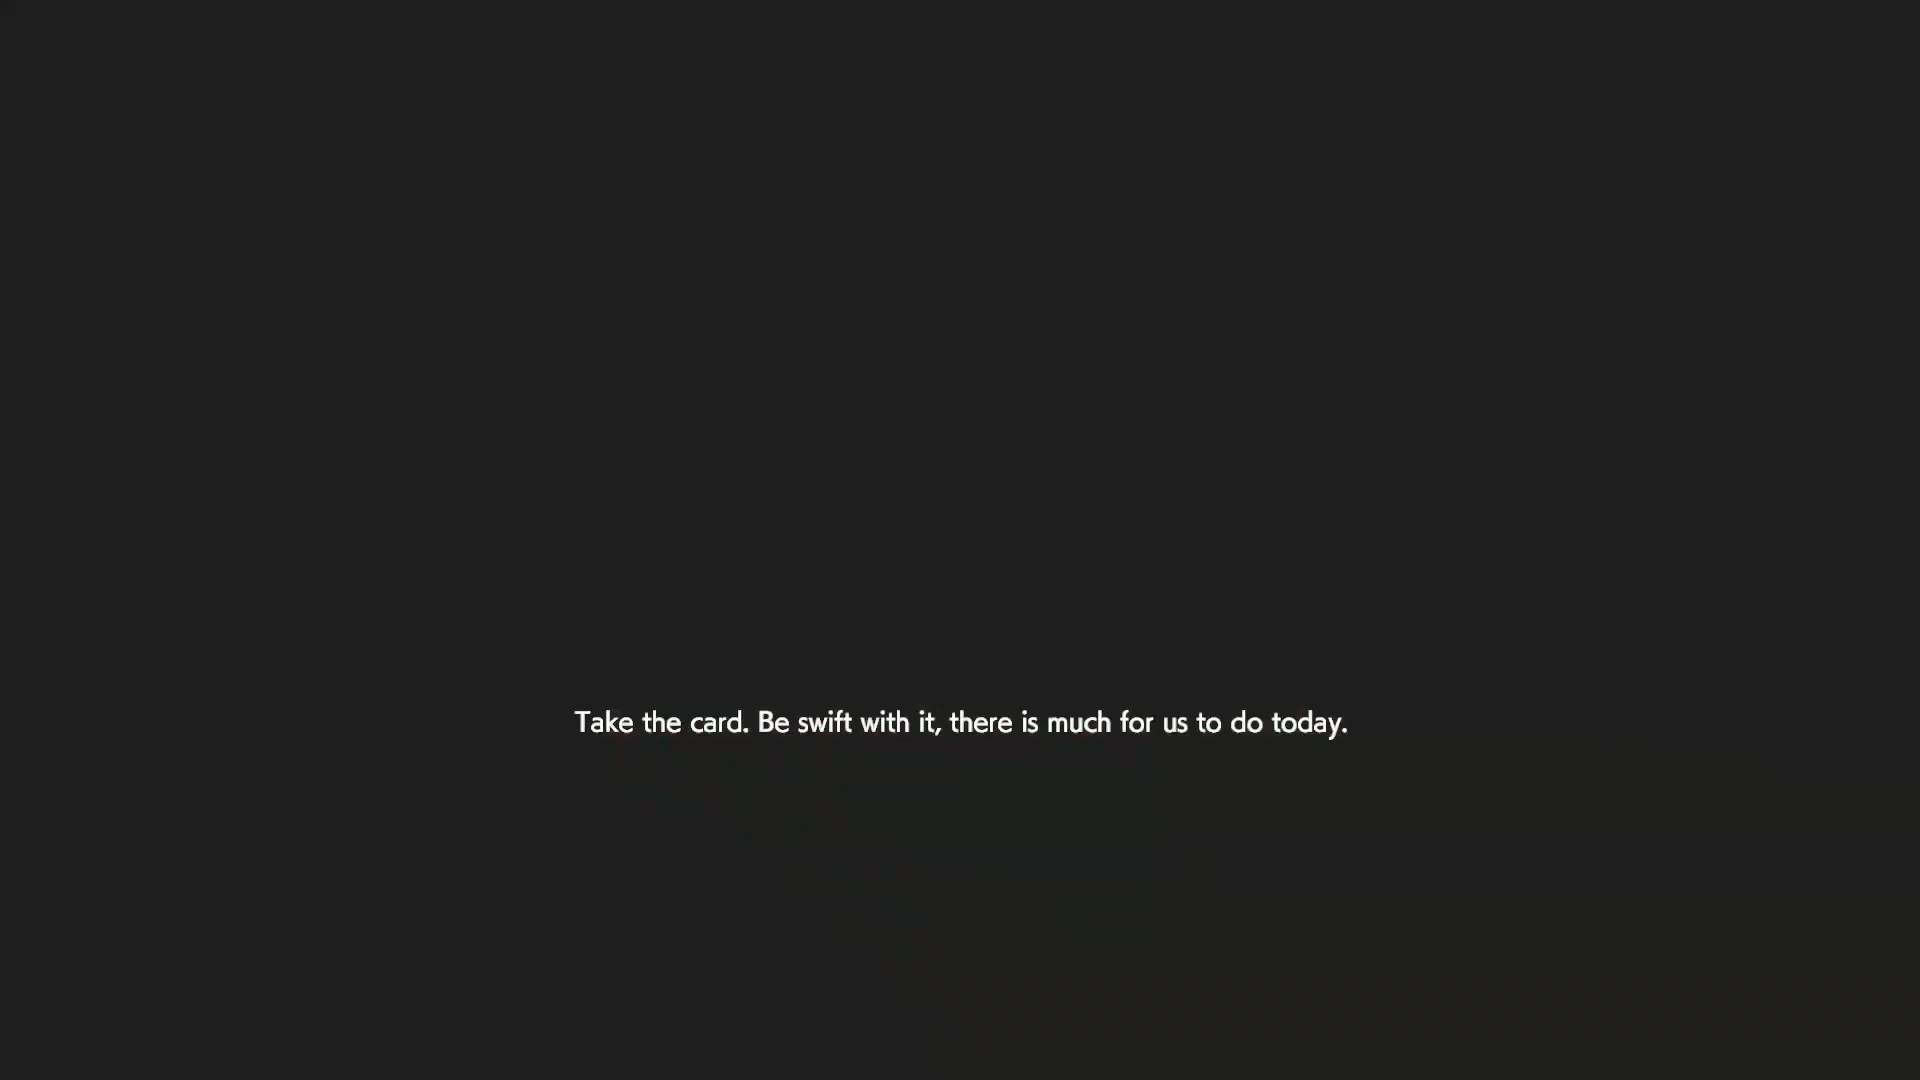 Take the card. Be swift with it, there is much for us to do today.